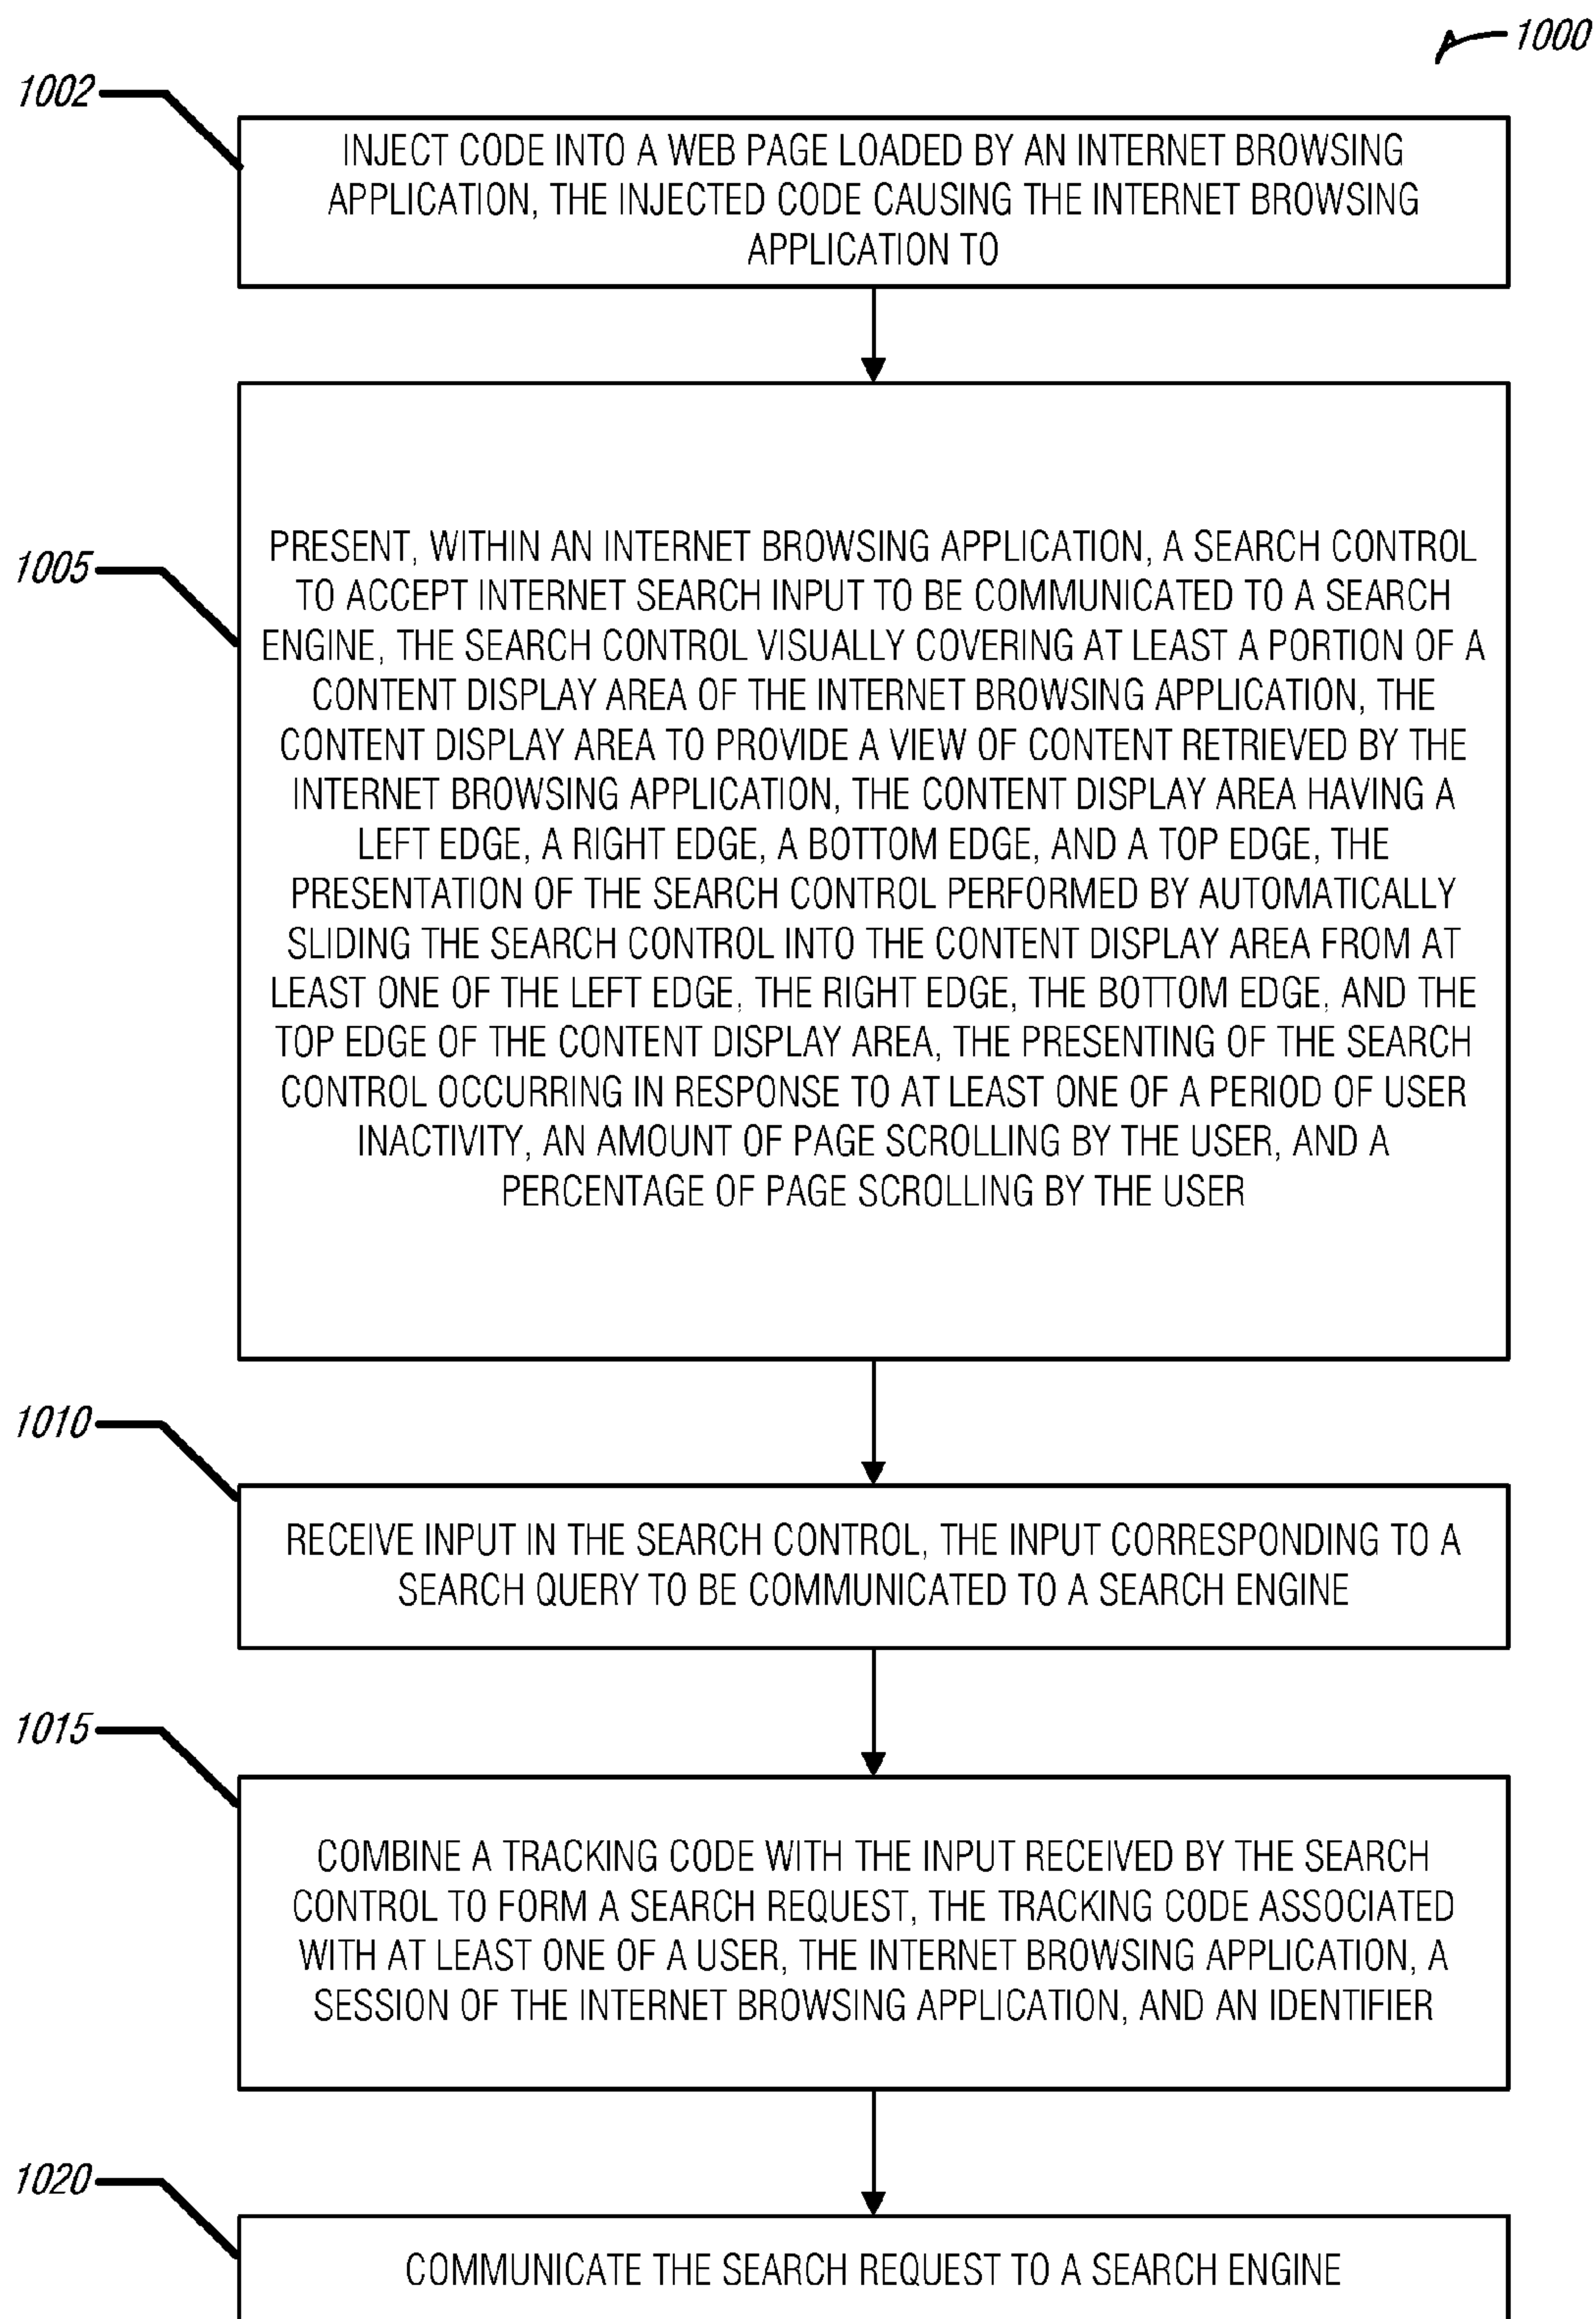 1000
1002
INJECT CODE INTO A WEB PAGE LOADED BY AN INTERNET BROWSING
APPLICATION, THE INJECTED CODE CAUSING THE INTERNET BROWSING
APPLICATION TO
1005
PRESENT, WITHIN AN INTERNET BROWSING APPLICATION, A SEARCH CONTROL
TO ACCEPT INTERNET SEARCH INPUT TO BE COMMUNICATED TO A SEARCH
ENGINE, THE SEARCH CONTROL VISUALLY COVERING AT LEAST A PORTION OF A
CONTENT DISPLAY AREA OF THE INTERNET BROWSING APPLICATION, THE
CONTENT DISPLAY AREA TO PROVIDE A VIEW OF CONTENT RETRIEVED BY THE
INTERNET BROWSING APPLICATION, THE CONTENT DISPLAY AREA HAVING A
LEFT EDGE, A RIGHT EDGE, A BOTTOM EDGE, AND A TOP EDGE, THE
PRESENTATION OF THE SEARCH CONTROL PERFORMED BY AUTOMATICALLY
SLIDING THE SEARCH CONTROL INTO THE CONTENT DISPLAY AREA FROM AT
LEAST ONE OF THE LEFT EDGE, THE RIGHT EDGE, THE BOTTOM EDGE, AND THE
TOP EDGE OF THE CONTENT DISPLAY AREA, THE PRESENTING OF THE SEARCH
CONTROL OCCURRING IN RESPONSE TO AT LEAST ONE OF A PERIOD OF USER
INACTIVITY, AN AMOUNT OF PAGE SCROLLING BY THE USER, AND A
PERCENTAGE OF PAGE SCROLLING BY THE USER
1010
RECEIVE INPUT IN THE SEARCH CONTROL, THE INPUT CORRESPONDING TO A
SEARCH QUERY TO BE COMMUNICATED TO A SEARCH ENGINE
1015
COMBINE A TRACKING CODE WITH THE INPUT RECEIVED BY THE SEARCH
CONTROL TO FORM A SEARCH REQUEST, THE TRACKING CODE ASSOCIATED
WITH AT LEAST ONE OF A USER, THE INTERNET BROWSING APPLICATION, A
SESSION OF THE INTERNET BROWSING APPLICATION, AND AN IDENTIFIER
1020
COMMUNICATE THE SEARCH REQUEST TO A SEARCH ENGINE